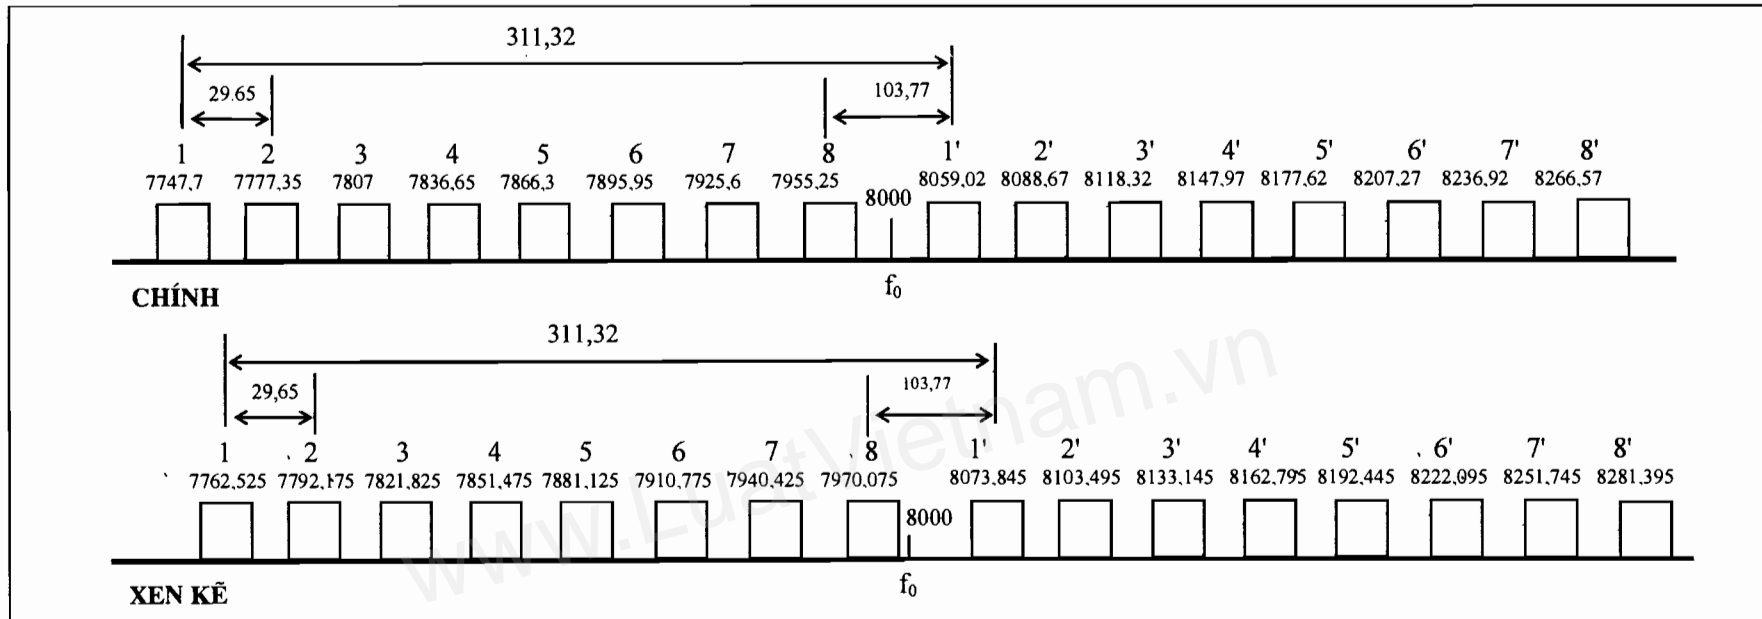 311,32
29.65
103,77
1 2 3 4 5 6 7 8 1' 2' 3' 4' 5' 6' 7' 8'
7747,7 7777,35 7807 7836,65 7866,3 7895,95 7925,6 7955,25 8059,02 8088,67 8118,32 8147,97 8177,62 8207,27 8236,92 8266,57
8000
f0
CHÍNH
311,32
29,65
103,77
1 2 3 4 5 6 7 8 1' 2' 3' 4' 5' 6' 7' 8'
7762,525 7792,175 7821,825 7851,475 7881,125 7910,775 7940,425 7970,075 8073,845 8103,495 8133,145 8162,795 8192,445 8222,095 8251,745 8281,395
8000
f0
XEN KẼ
www.LuatVietnam.vn